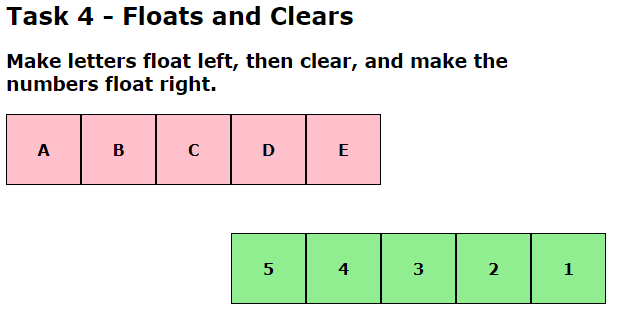 Task 4 - Floats and Clears
Make letters float left, then clear, and make the
numbers float right.
A B C D E
5 4 3 2 1